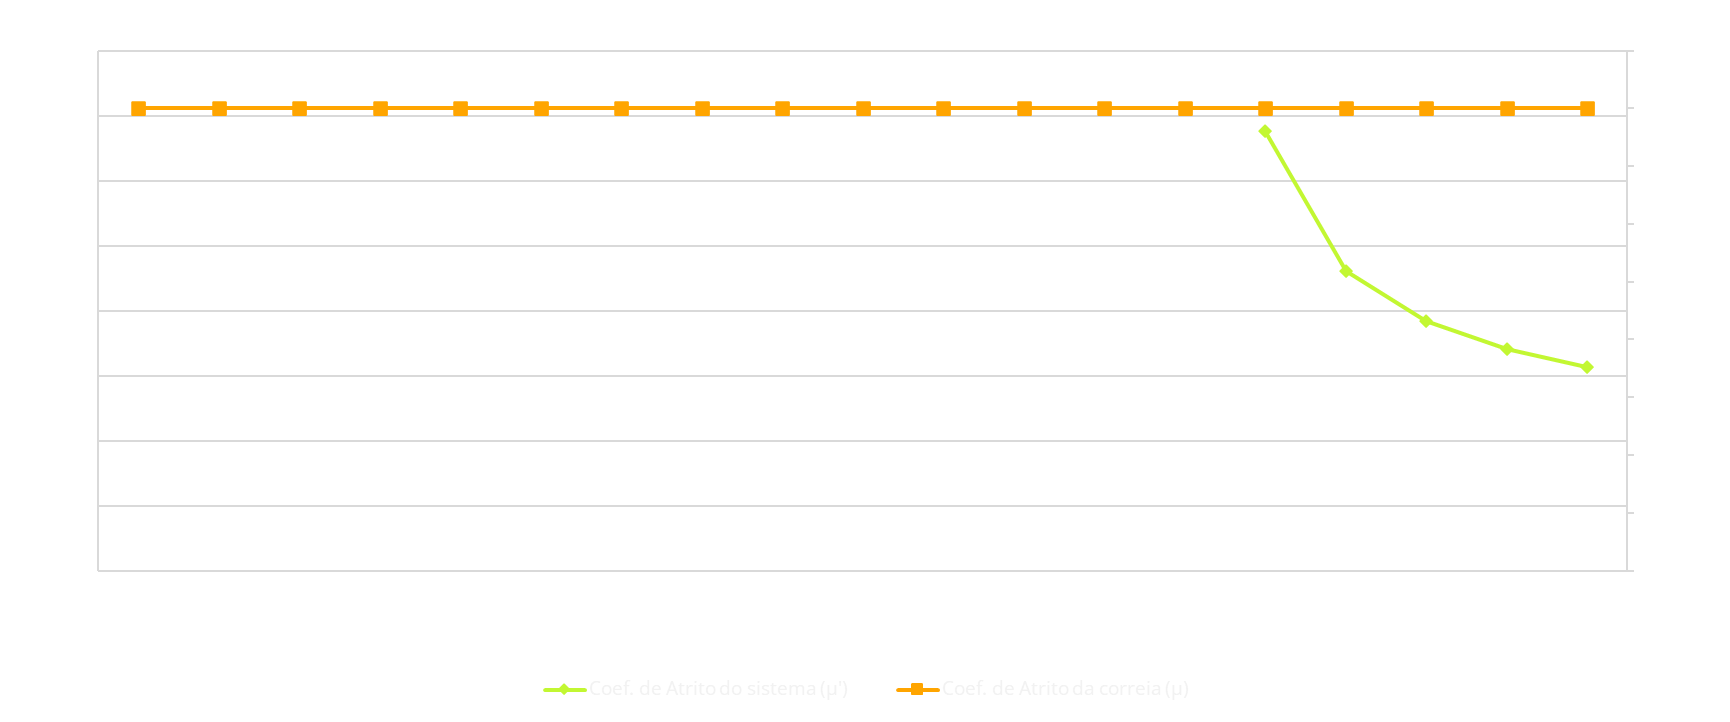 Coef. de Atrito do sistema (μ')
Coef. de Atrito da correia (μ)